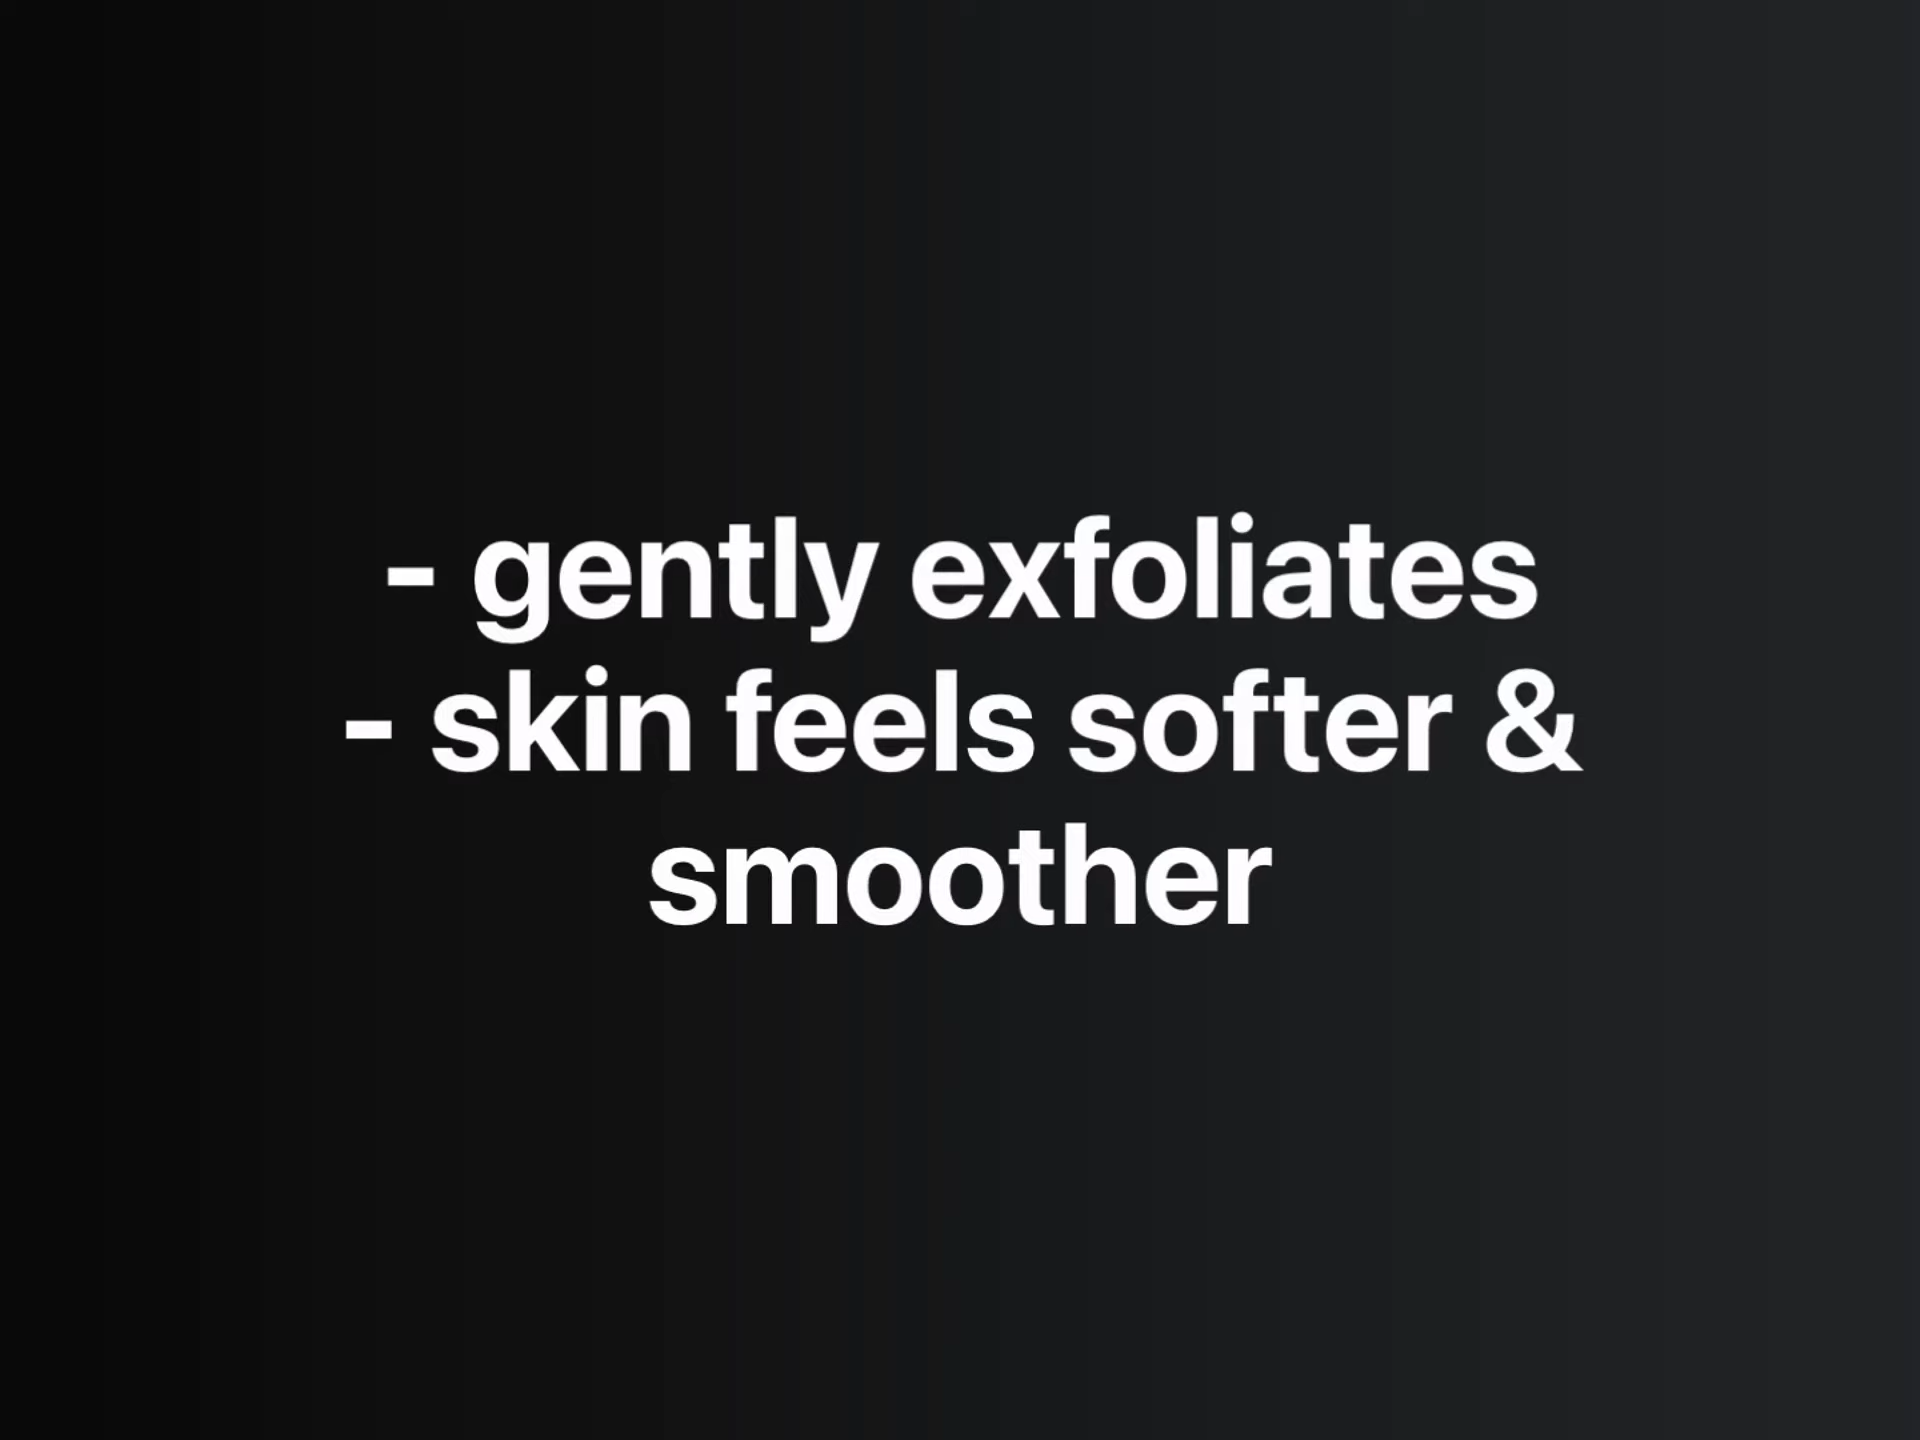 - gently exfoliates
- skin feels softer &
smoother